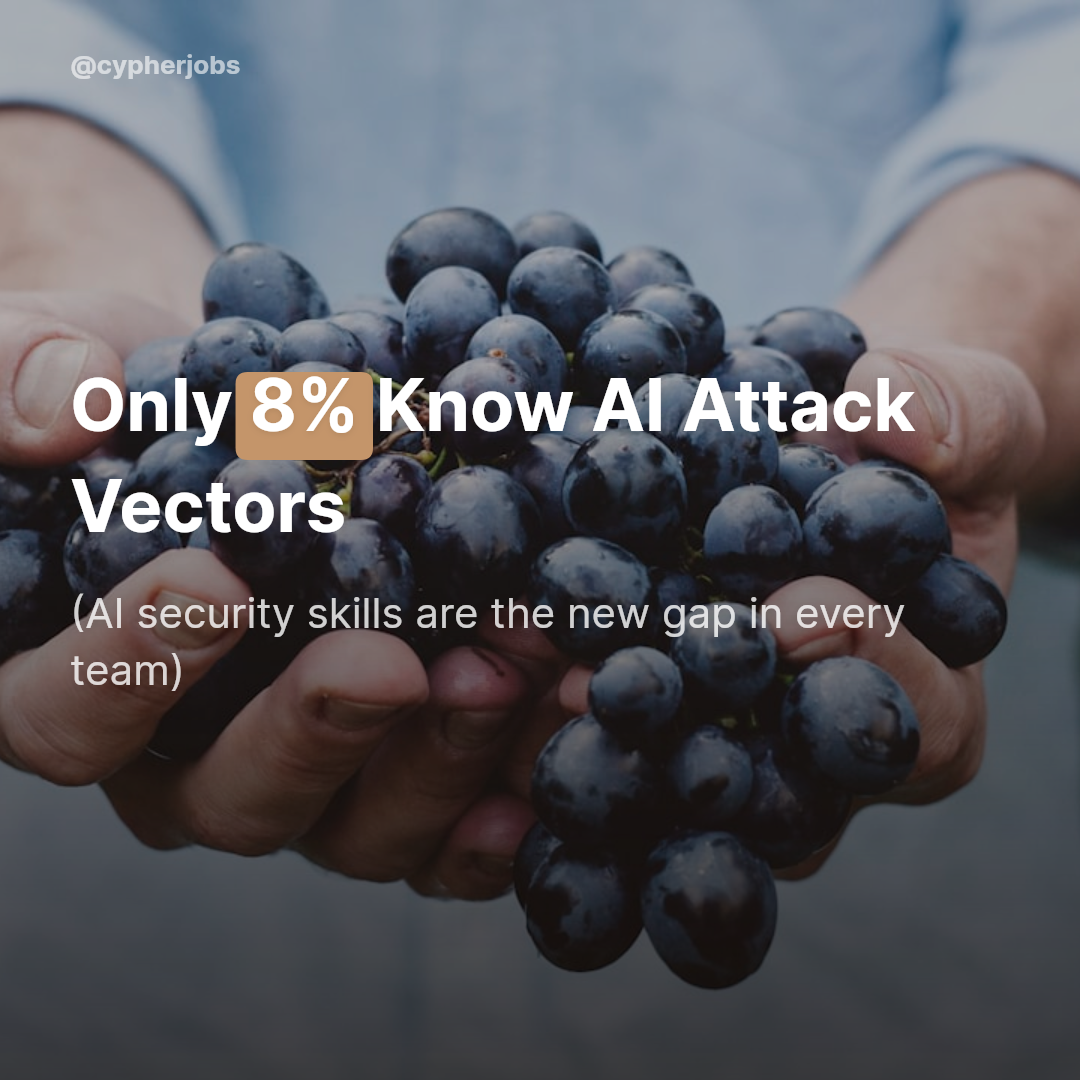 @cypherjobs
Only 8% Know AI Attack
Vectors
(AI security skills are the new gap in every
team)